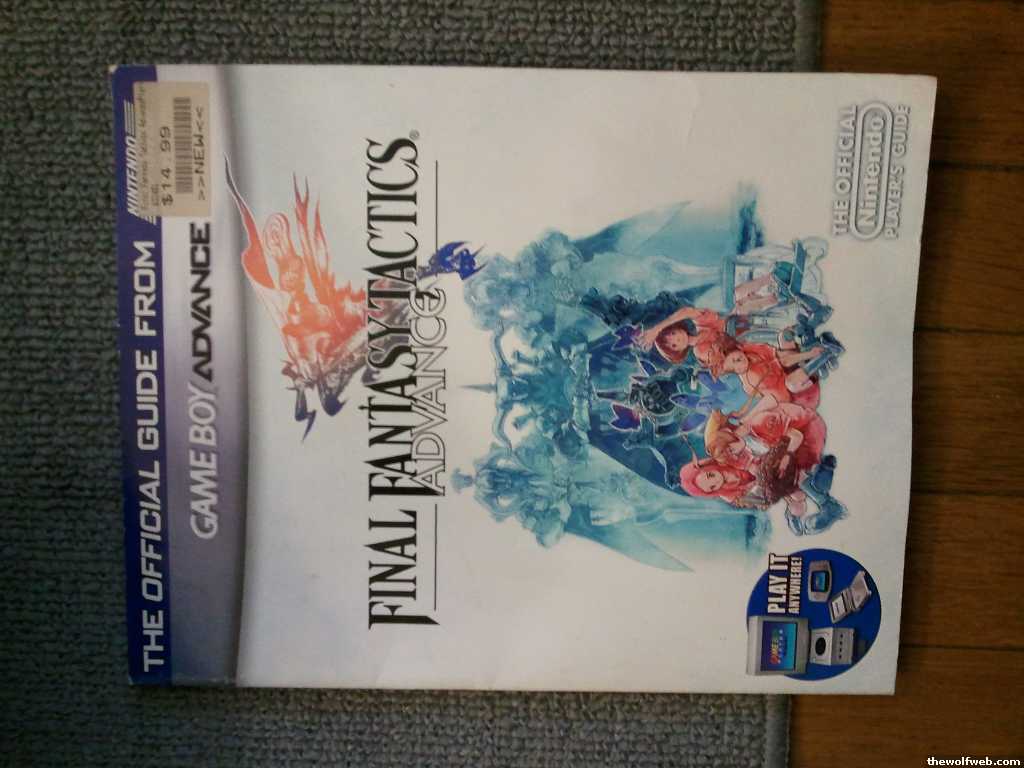 THE OFFICIAL GUIDE FROM NINTENDO
$14.99
>>NEW<<
GAME BOY ADVANCE
FINAL FANTASY TACTICS®
ADVANCE
PLAY IT
ANYWHERE!
THE OFFICIAL
Nintendo
PLAYER'S GUIDE
thewolfweb.com